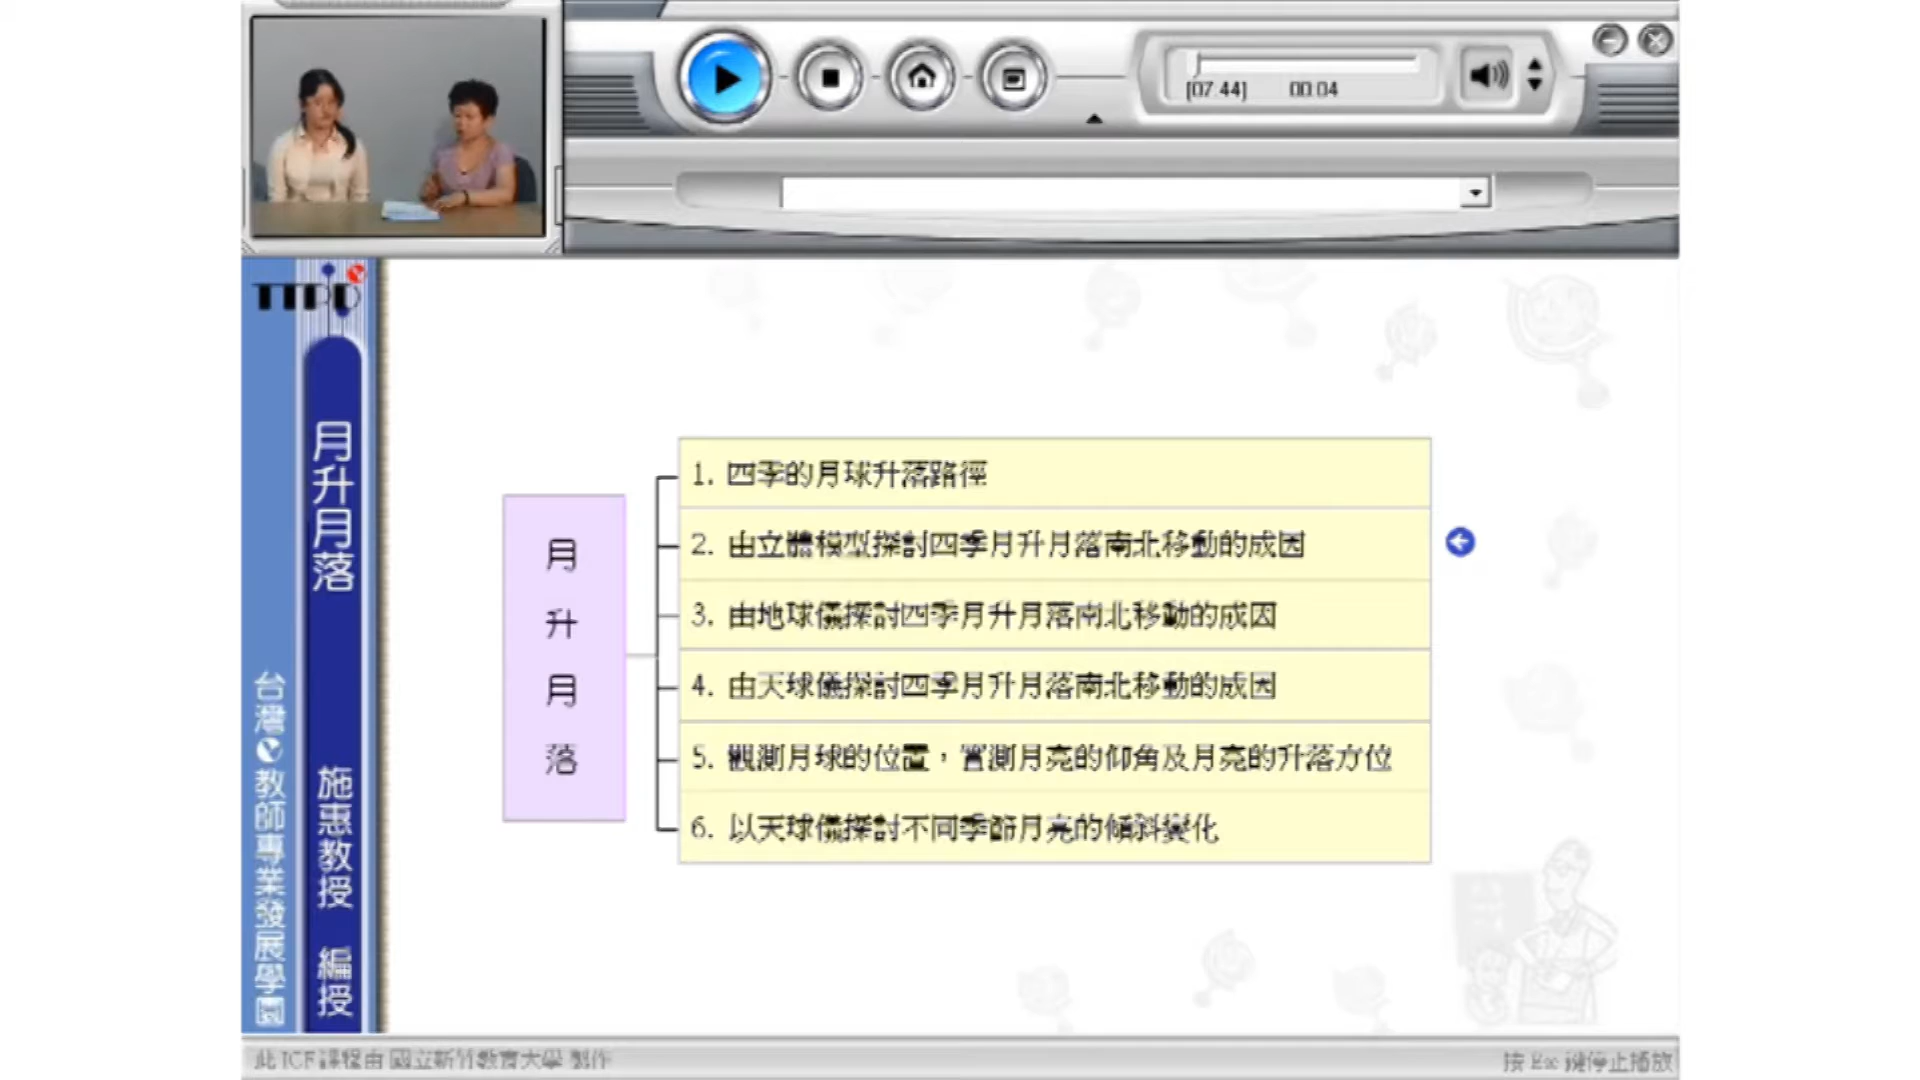 [07:44] 00:04
TTPD
月升月落
施惠教授 編授
台灣 教師專業發展學園
月升月落
1. 四季的月球升落路徑
2. 由立體模型探討四季月升月落南北移動的成因
3. 由地球儀探討四季月升月落南北移動的成因
4. 由天球儀探討四季月升月落南北移動的成因
5. 觀測月球的位置，實測月亮的仰角及月亮的升落方位
6. 以天球儀探討不同季節月亮的傾斜變化
此 ICF 課程由 國立新竹教育大學 製作
按 Esc 鍵停止播放